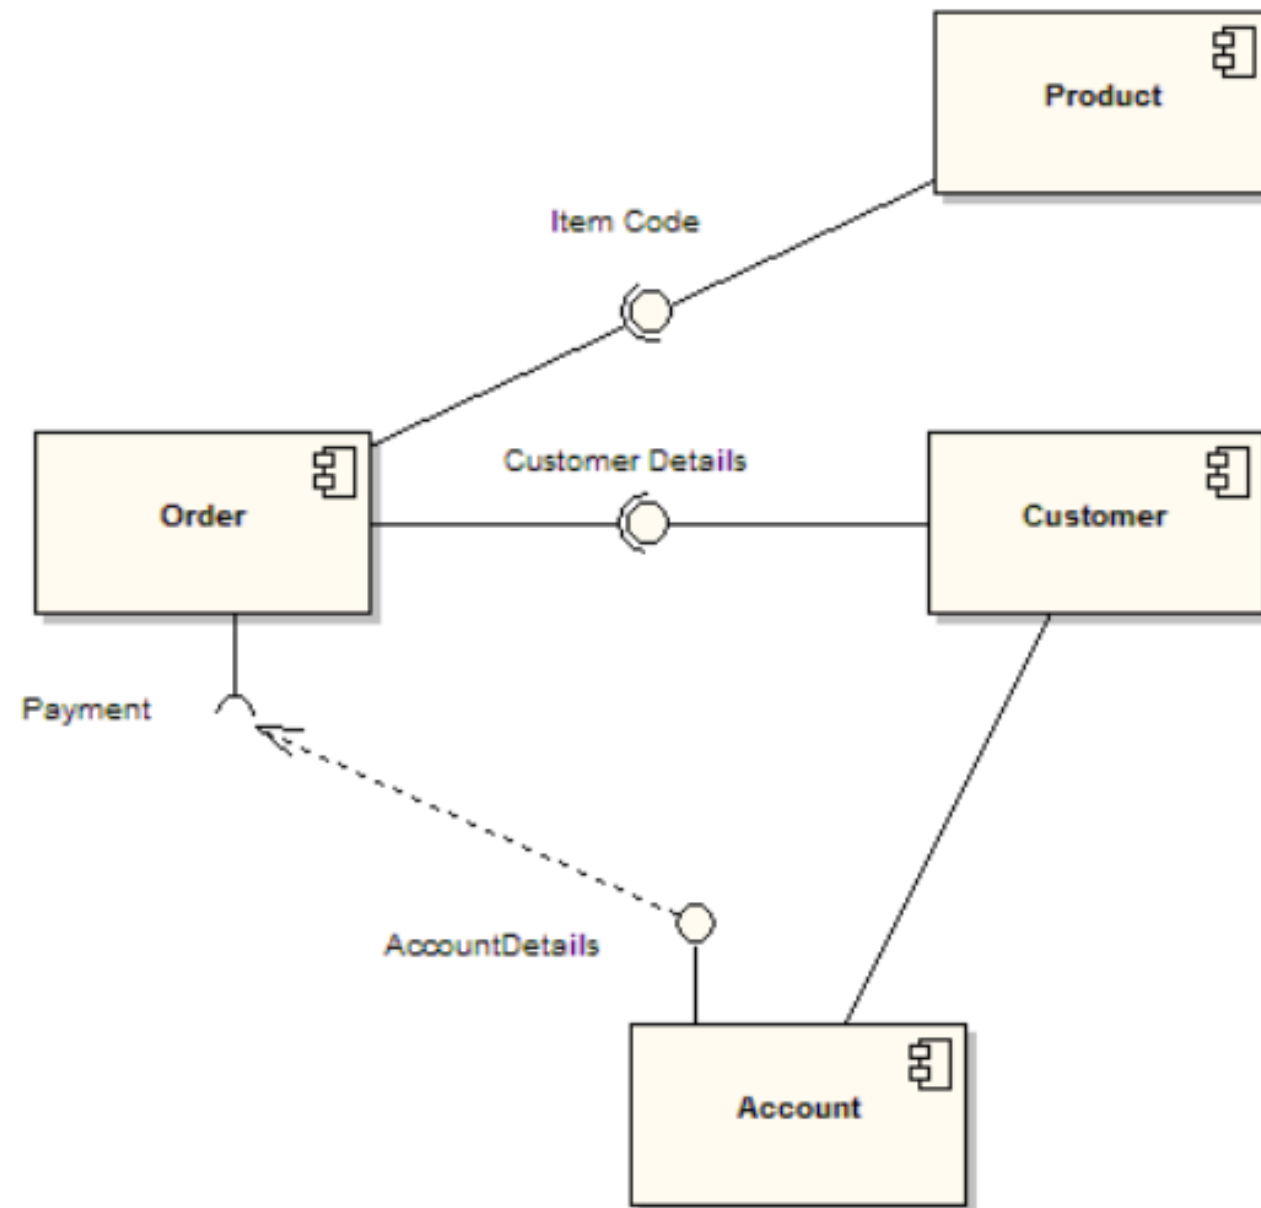 Product
Item Code
Customer Details
Order
Customer
Payment
AccountDetails
Account